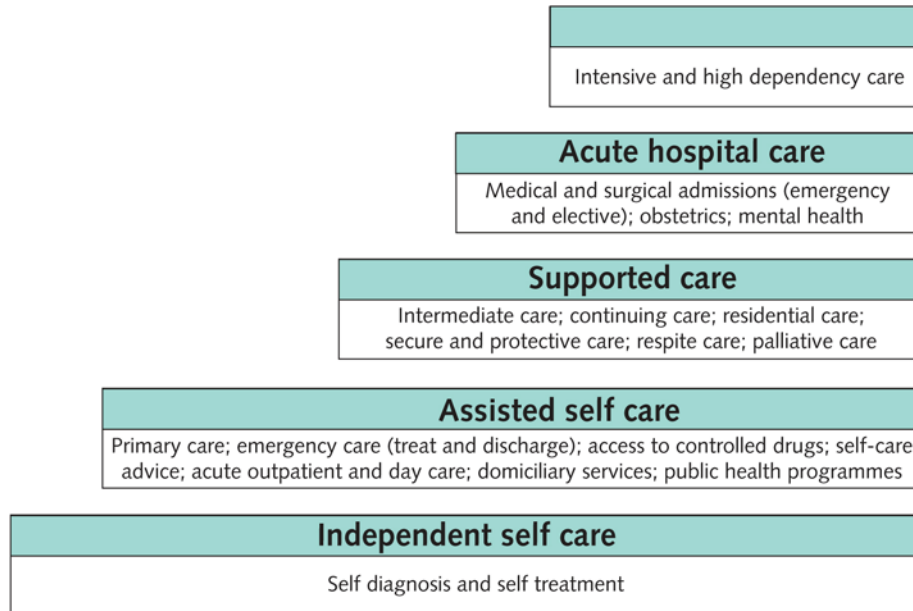 Intensive and high dependency care
Acute hospital care
Medical and surgical admissions (emergency
and elective); obstetrics; mental health
Supported care
Intermediate care; continuing care; residential care;
secure and protective care; respite care; palliative care
Assisted self care
Primary care; emergency care (treat and discharge); access to controlled drugs; self-care
advice; acute outpatient and day care; domiciliary services; public health programmes
Independent self care
Self diagnosis and self treatment